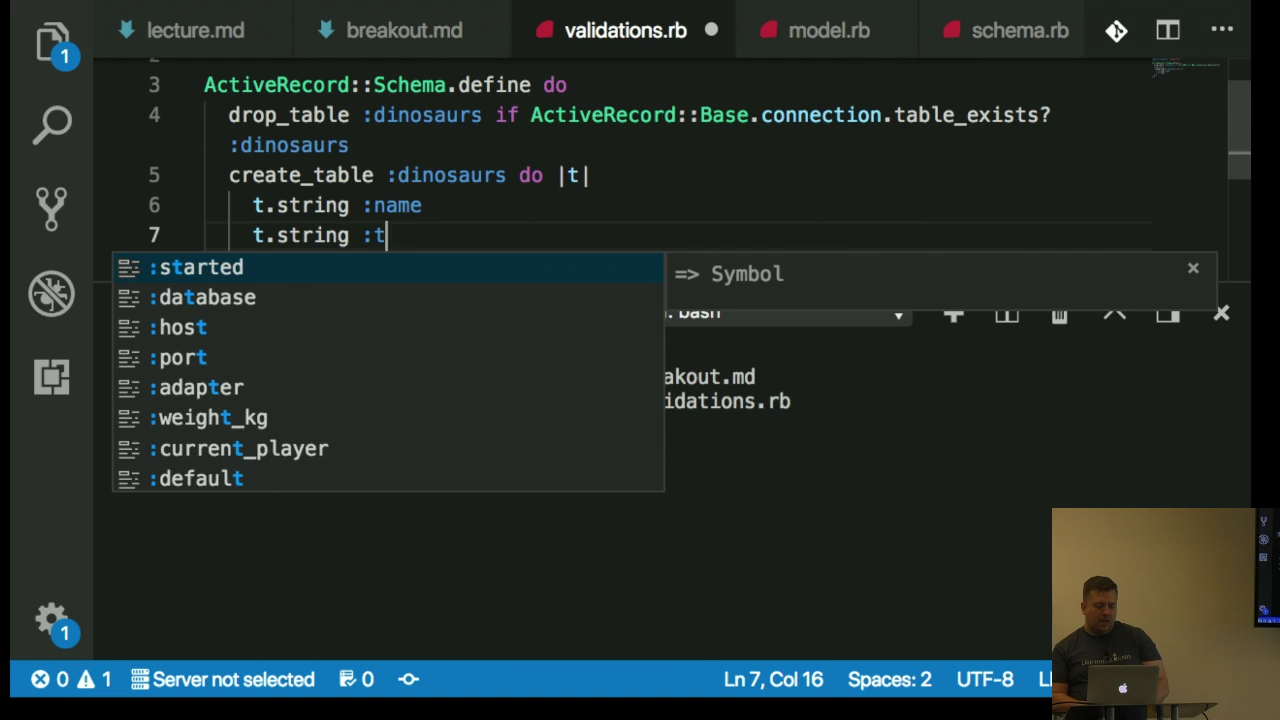 lecture.md
breakout.md
validations.rb
model.rb
schema.rb
1
3 ActiveRecord::Schema.define do
4 drop_table :dinosaurs if ActiveRecord::Base.connection.table_exists?
:dinosaurs
5 create_table :dinosaurs do |t|
6 t.string :name
7 t.string :t
:started
=> Symbol
:database
:host
:port
:adapter
:weight_kg
:current_player
:default
bash
akout.md
idations.rb
1
0 1 Server not selected 0 Ln 7, Col 16 Spaces: 2 UTF-8